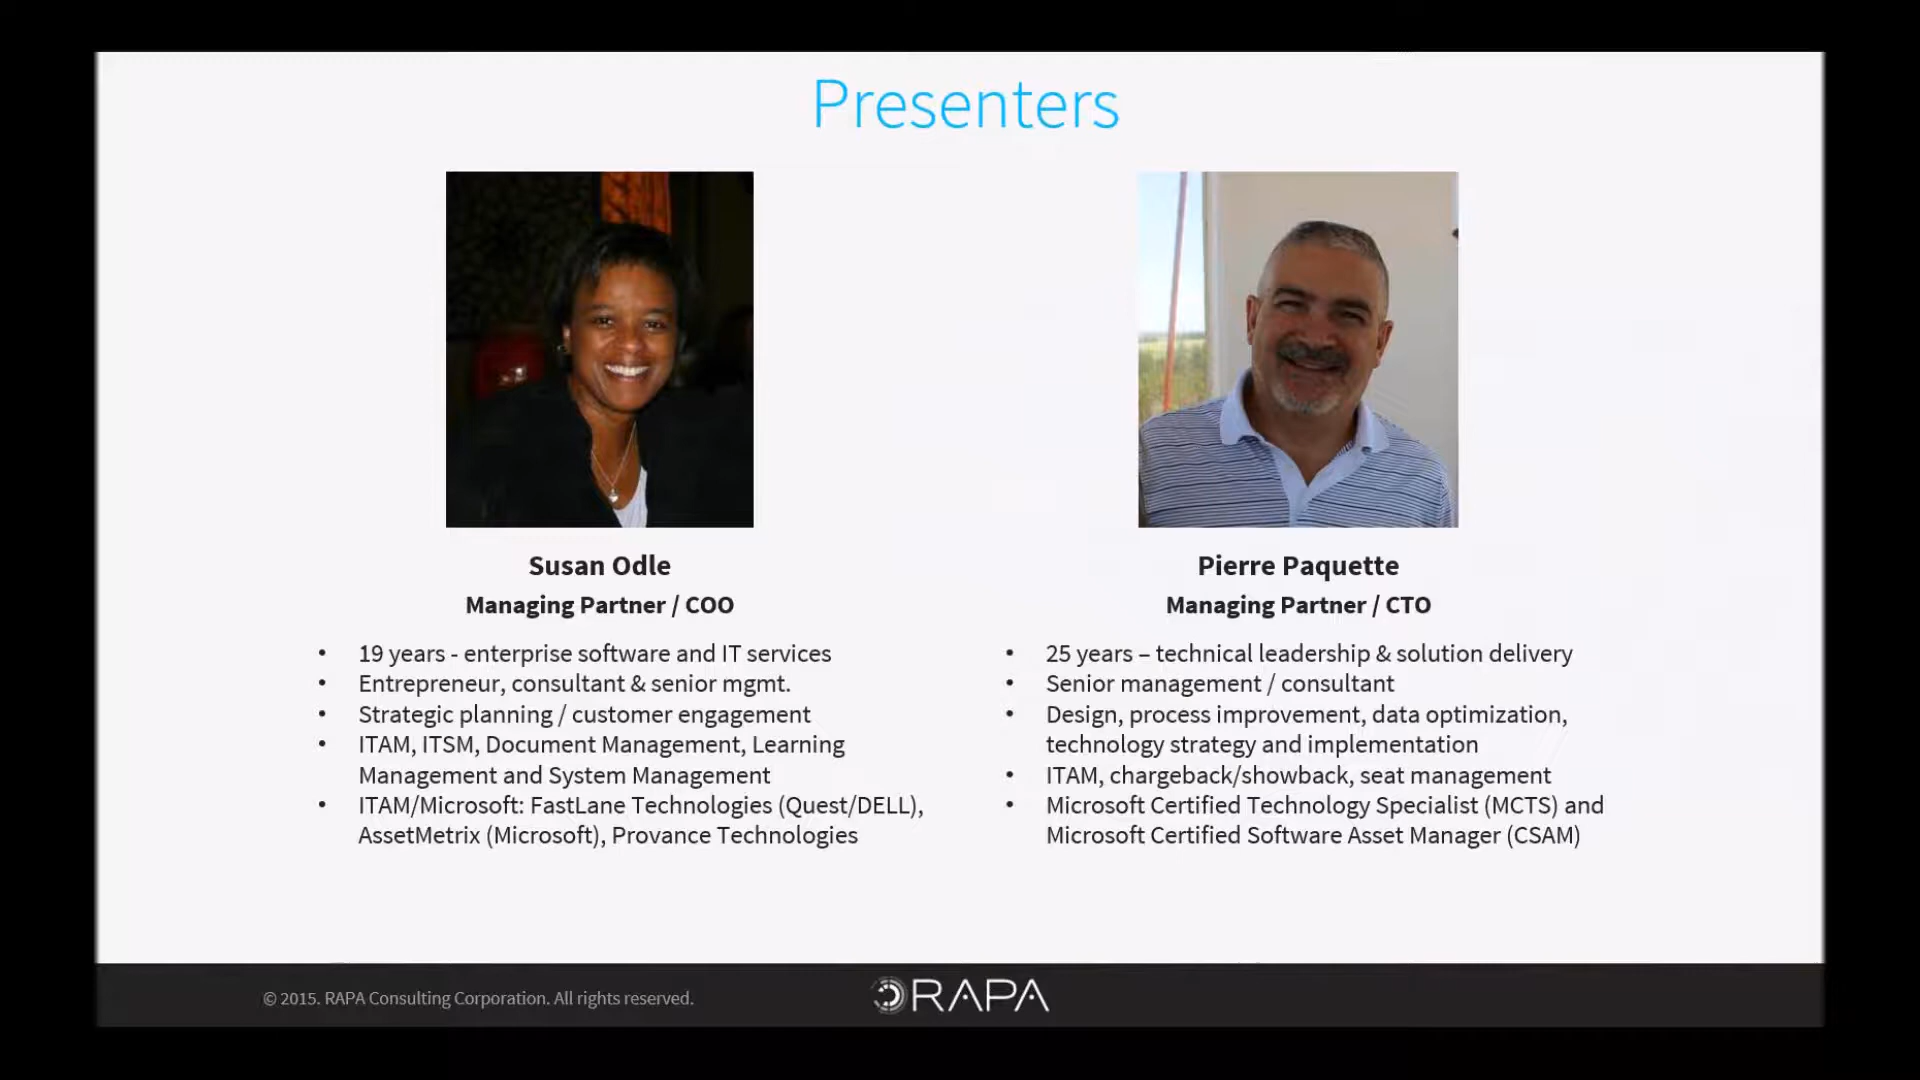 Presenters
Susan Odle
Managing Partner / COO
• 19 years - enterprise software and IT services
• Entrepreneur, consultant & senior mgmt.
• Strategic planning / customer engagement
• ITAM, ITSM, Document Management, Learning
Management and System Management
• ITAM/Microsoft: FastLane Technologies (Quest/DELL),
AssetMetrix (Microsoft), Provance Technologies
Pierre Paquette
Managing Partner / CTO
• 25 years – technical leadership & solution delivery
• Senior management / consultant
• Design, process improvement, data optimization,
technology strategy and implementation
• ITAM, chargeback/showback, seat management
• Microsoft Certified Technology Specialist (MCTS) and
Microsoft Certified Software Asset Manager (CSAM)
© 2015. RAPA Consulting Corporation. All rights reserved.
RAPA